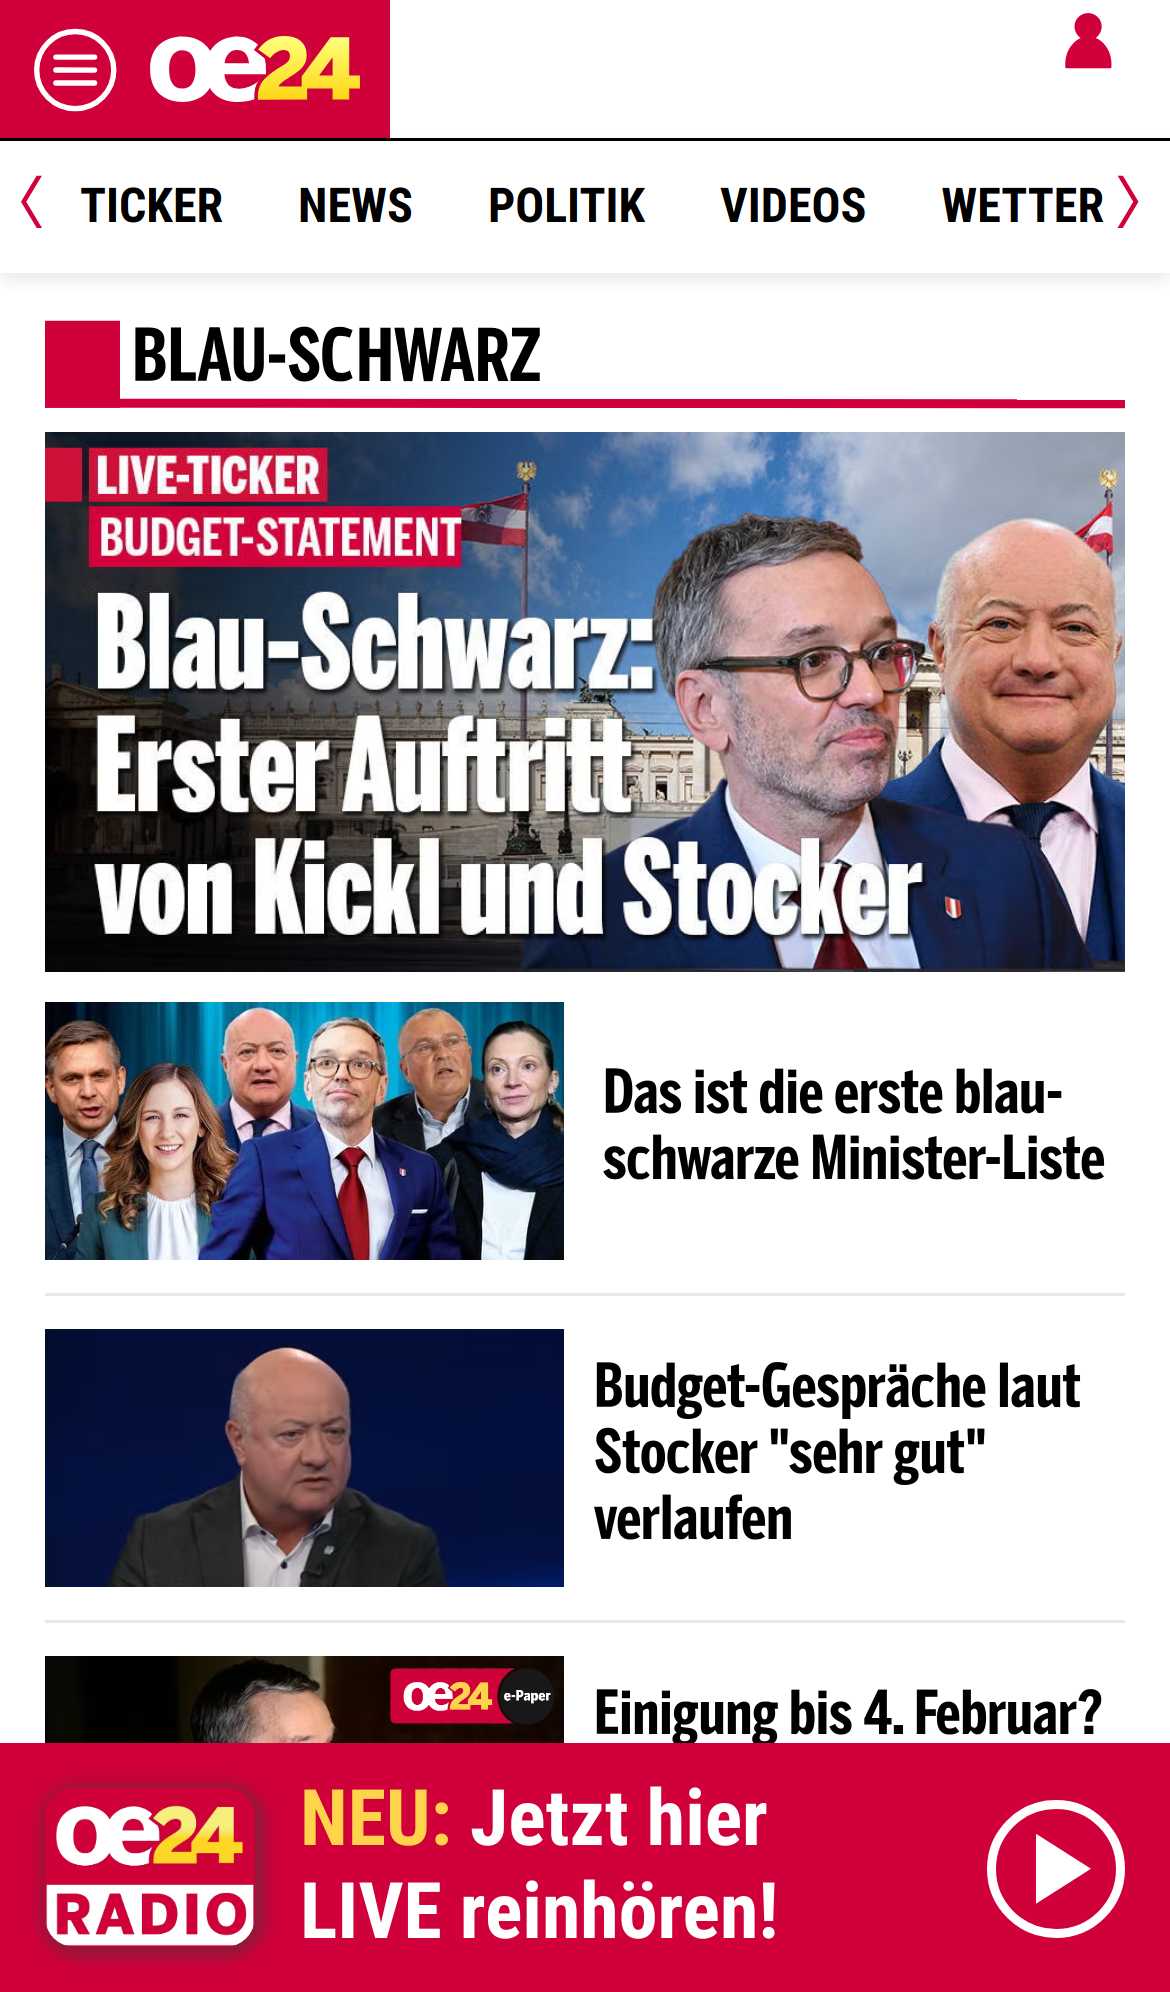 oe24
TICKER NEWS POLITIK VIDEOS WETTER
BLAU-SCHWARZ
LIVE-TICKER
BUDGET-STATEMENT
Blau-Schwarz:
Erster Auftritt
von Kickl und Stocker
Das ist die erste blau-
schwarze Minister-Liste
Budget-Gespräche laut
Stocker "sehr gut"
verlaufen
oe24 e-Paper
Einigung bis 4. Februar?
oe24
RADIO
NEU: Jetzt hier
LIVE reinhören!